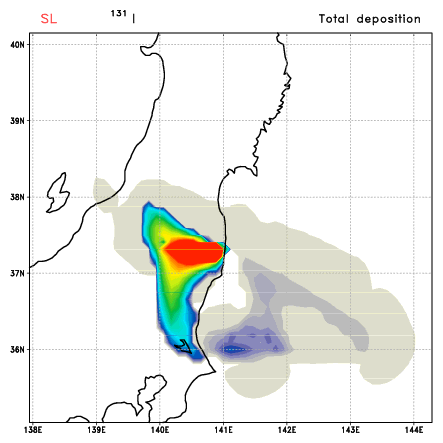 SL 131 I Total deposition
40N
39N
38N
37N
36N
138E 139E 140E 141E 142E 143E 144E